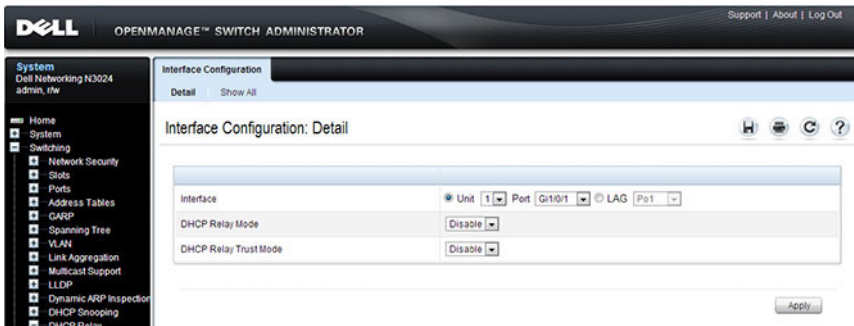 Support | About | Log Out
DELL OPENMANAGE™ SWITCH ADMINISTRATOR
System
Dell Networking N3024
admin, r/w
Home
System
Switching
Network Security
Slots
Ports
Address Tables
GARP
Spanning Tree
VLAN
Link Aggregation
Multicast Support
LLDP
Dynamic ARP Inspection
DHCP Snooping
DHCP Relay
Interface Configuration
Detail Show All
Interface Configuration: Detail
?
Interface Unit 1 Port Gi1/0/1 LAG Po1
DHCP Relay Mode Disable
DHCP Relay Trust Mode Disable
Apply